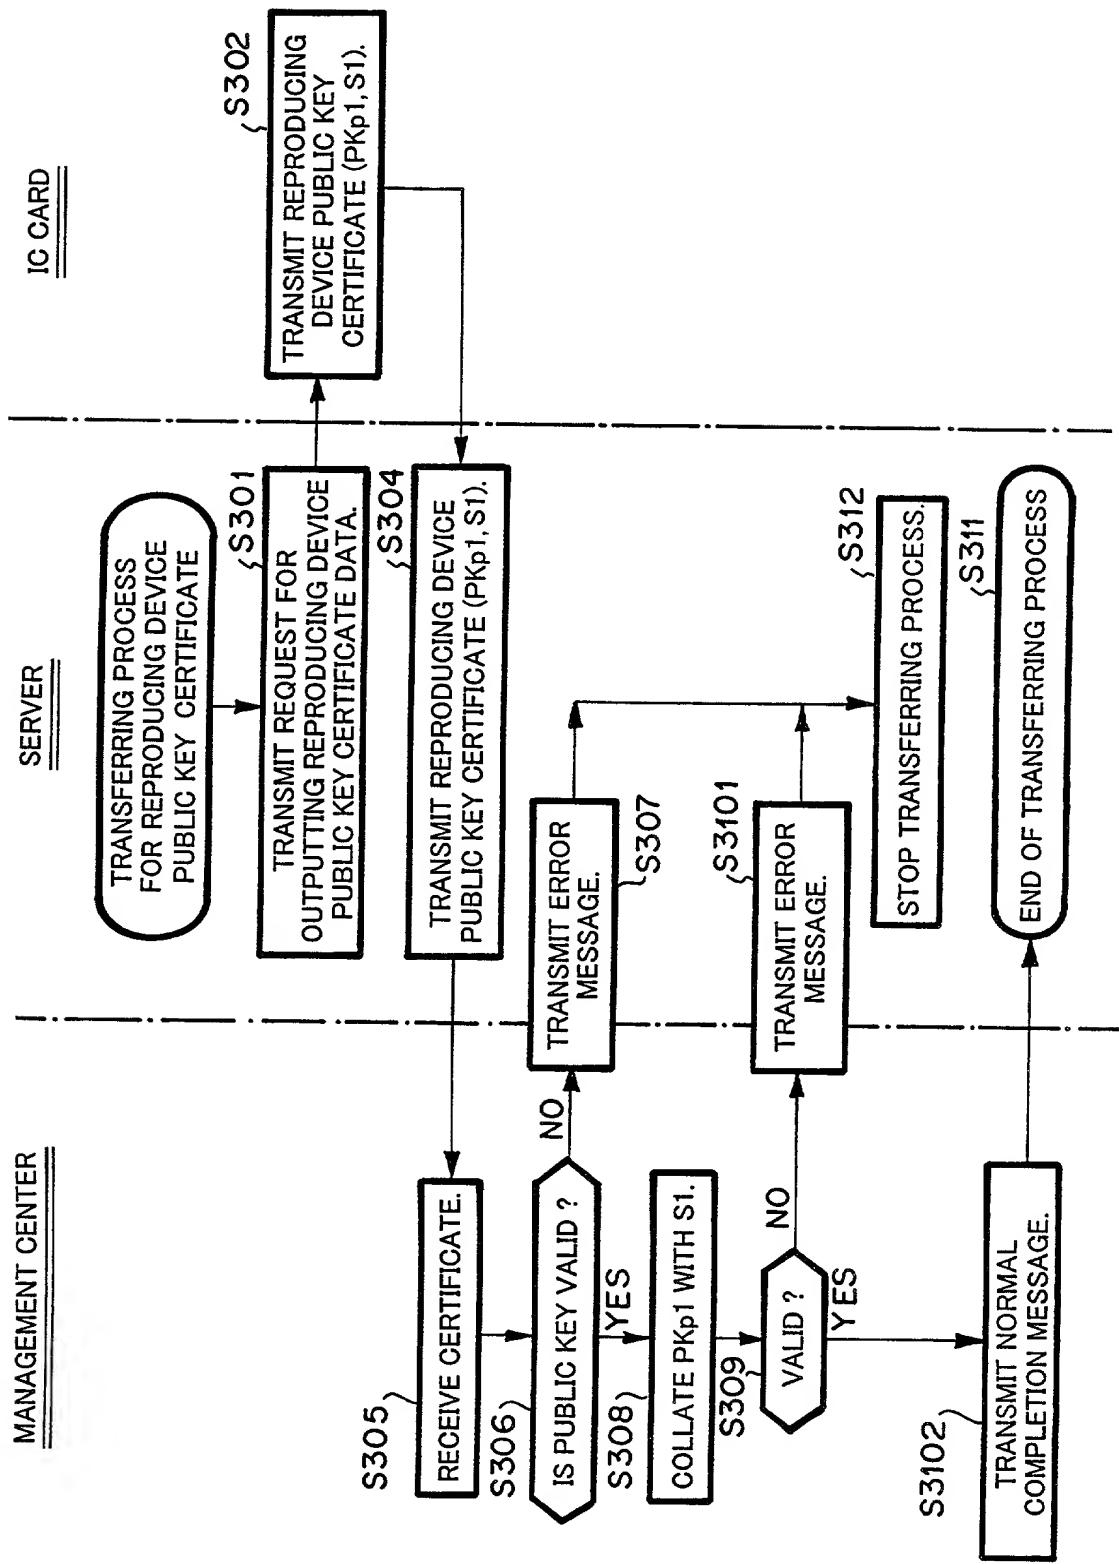 MANAGEMENT CENTER
SERVER
IC CARD
TRANSFERRING PROCESS
FOR REPRODUCING DEVICE
PUBLIC KEY CERTIFICATE
S301
TRANSMIT REQUEST FOR
OUTPUTTING REPRODUCING DEVICE
PUBLIC KEY CERTIFICATE DATA.
S302
TRANSMIT REPRODUCING
DEVICE PUBLIC KEY
CERTIFICATE (PKp1, S1).
S304
TRANSMIT REPRODUCING DEVICE
PUBLIC KEY CERTIFICATE (PKp1, S1).
S305
RECEIVE CERTIFICATE.
S306
IS PUBLIC KEY VALID ?
NO
YES
TRANSMIT ERROR
MESSAGE.
S307
S308
COLLATE PKp1 WITH S1.
S309
VALID ?
NO
YES
S3101
TRANSMIT ERROR
MESSAGE.
S312
STOP TRANSFERRING PROCESS.
S3102
TRANSMIT NORMAL
COMPLETION MESSAGE.
S311
END OF TRANSFERRING PROCESS